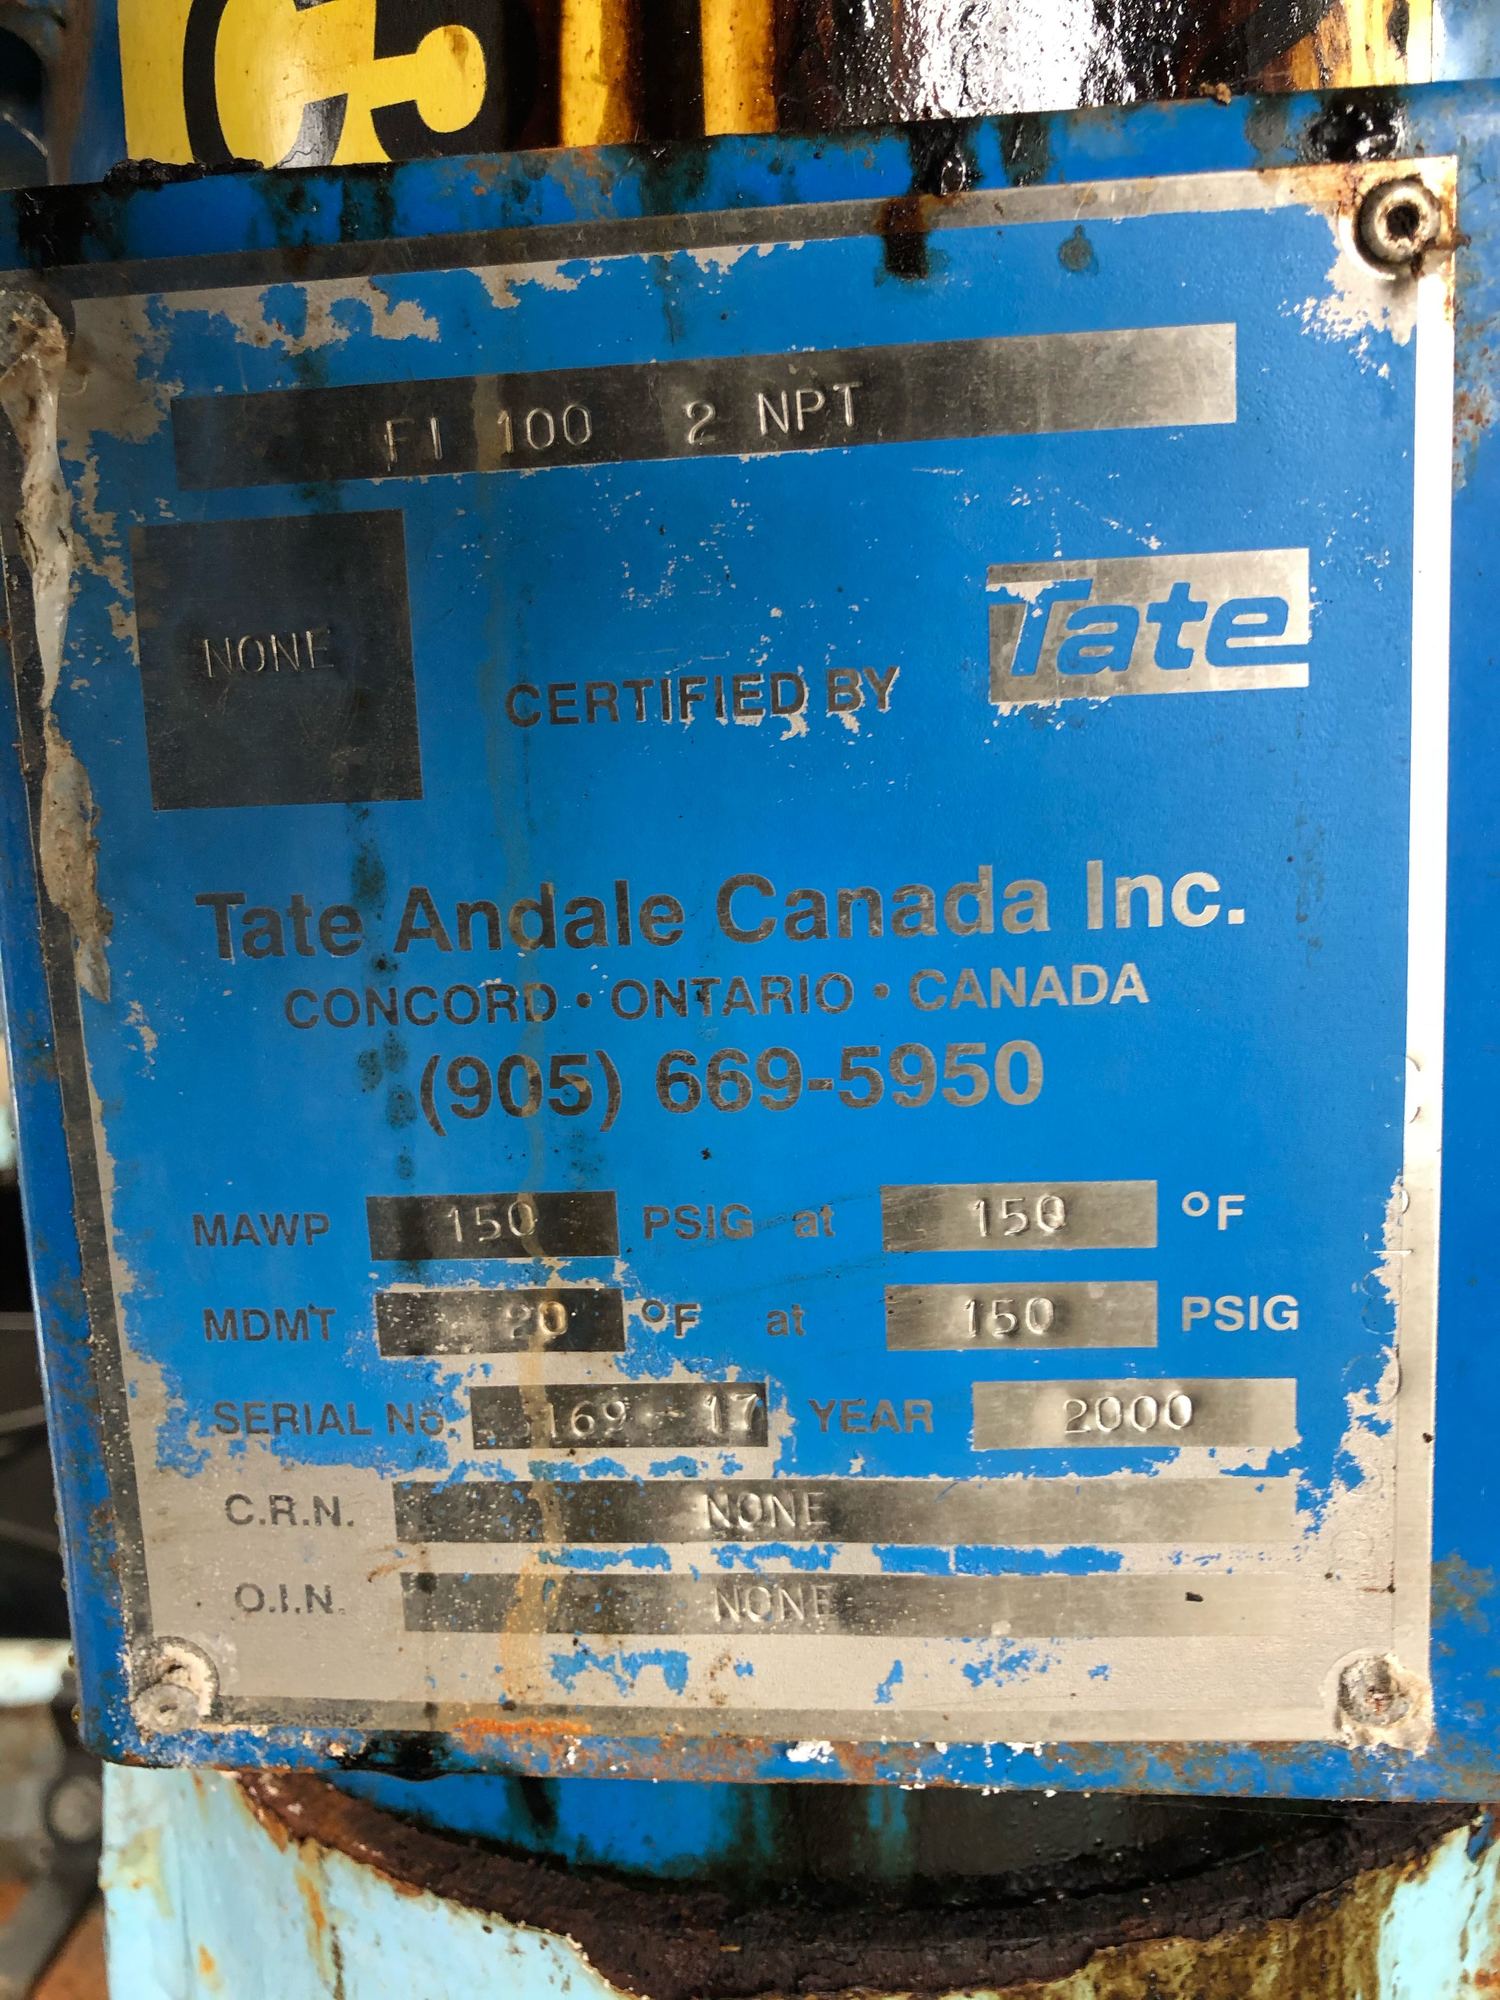 FI 100 2 NPT
NONE
CERTIFIED BY Tate
Tate Andale Canada Inc.
CONCORD • ONTARIO • CANADA
(905) 669-5950
MAWP 150 PSIG at 150 °F
MDMT 20 °F at 150 PSIG
SERIAL No. 169-17 YEAR 2000
C.R.N. NONE
O.I.N. NONE